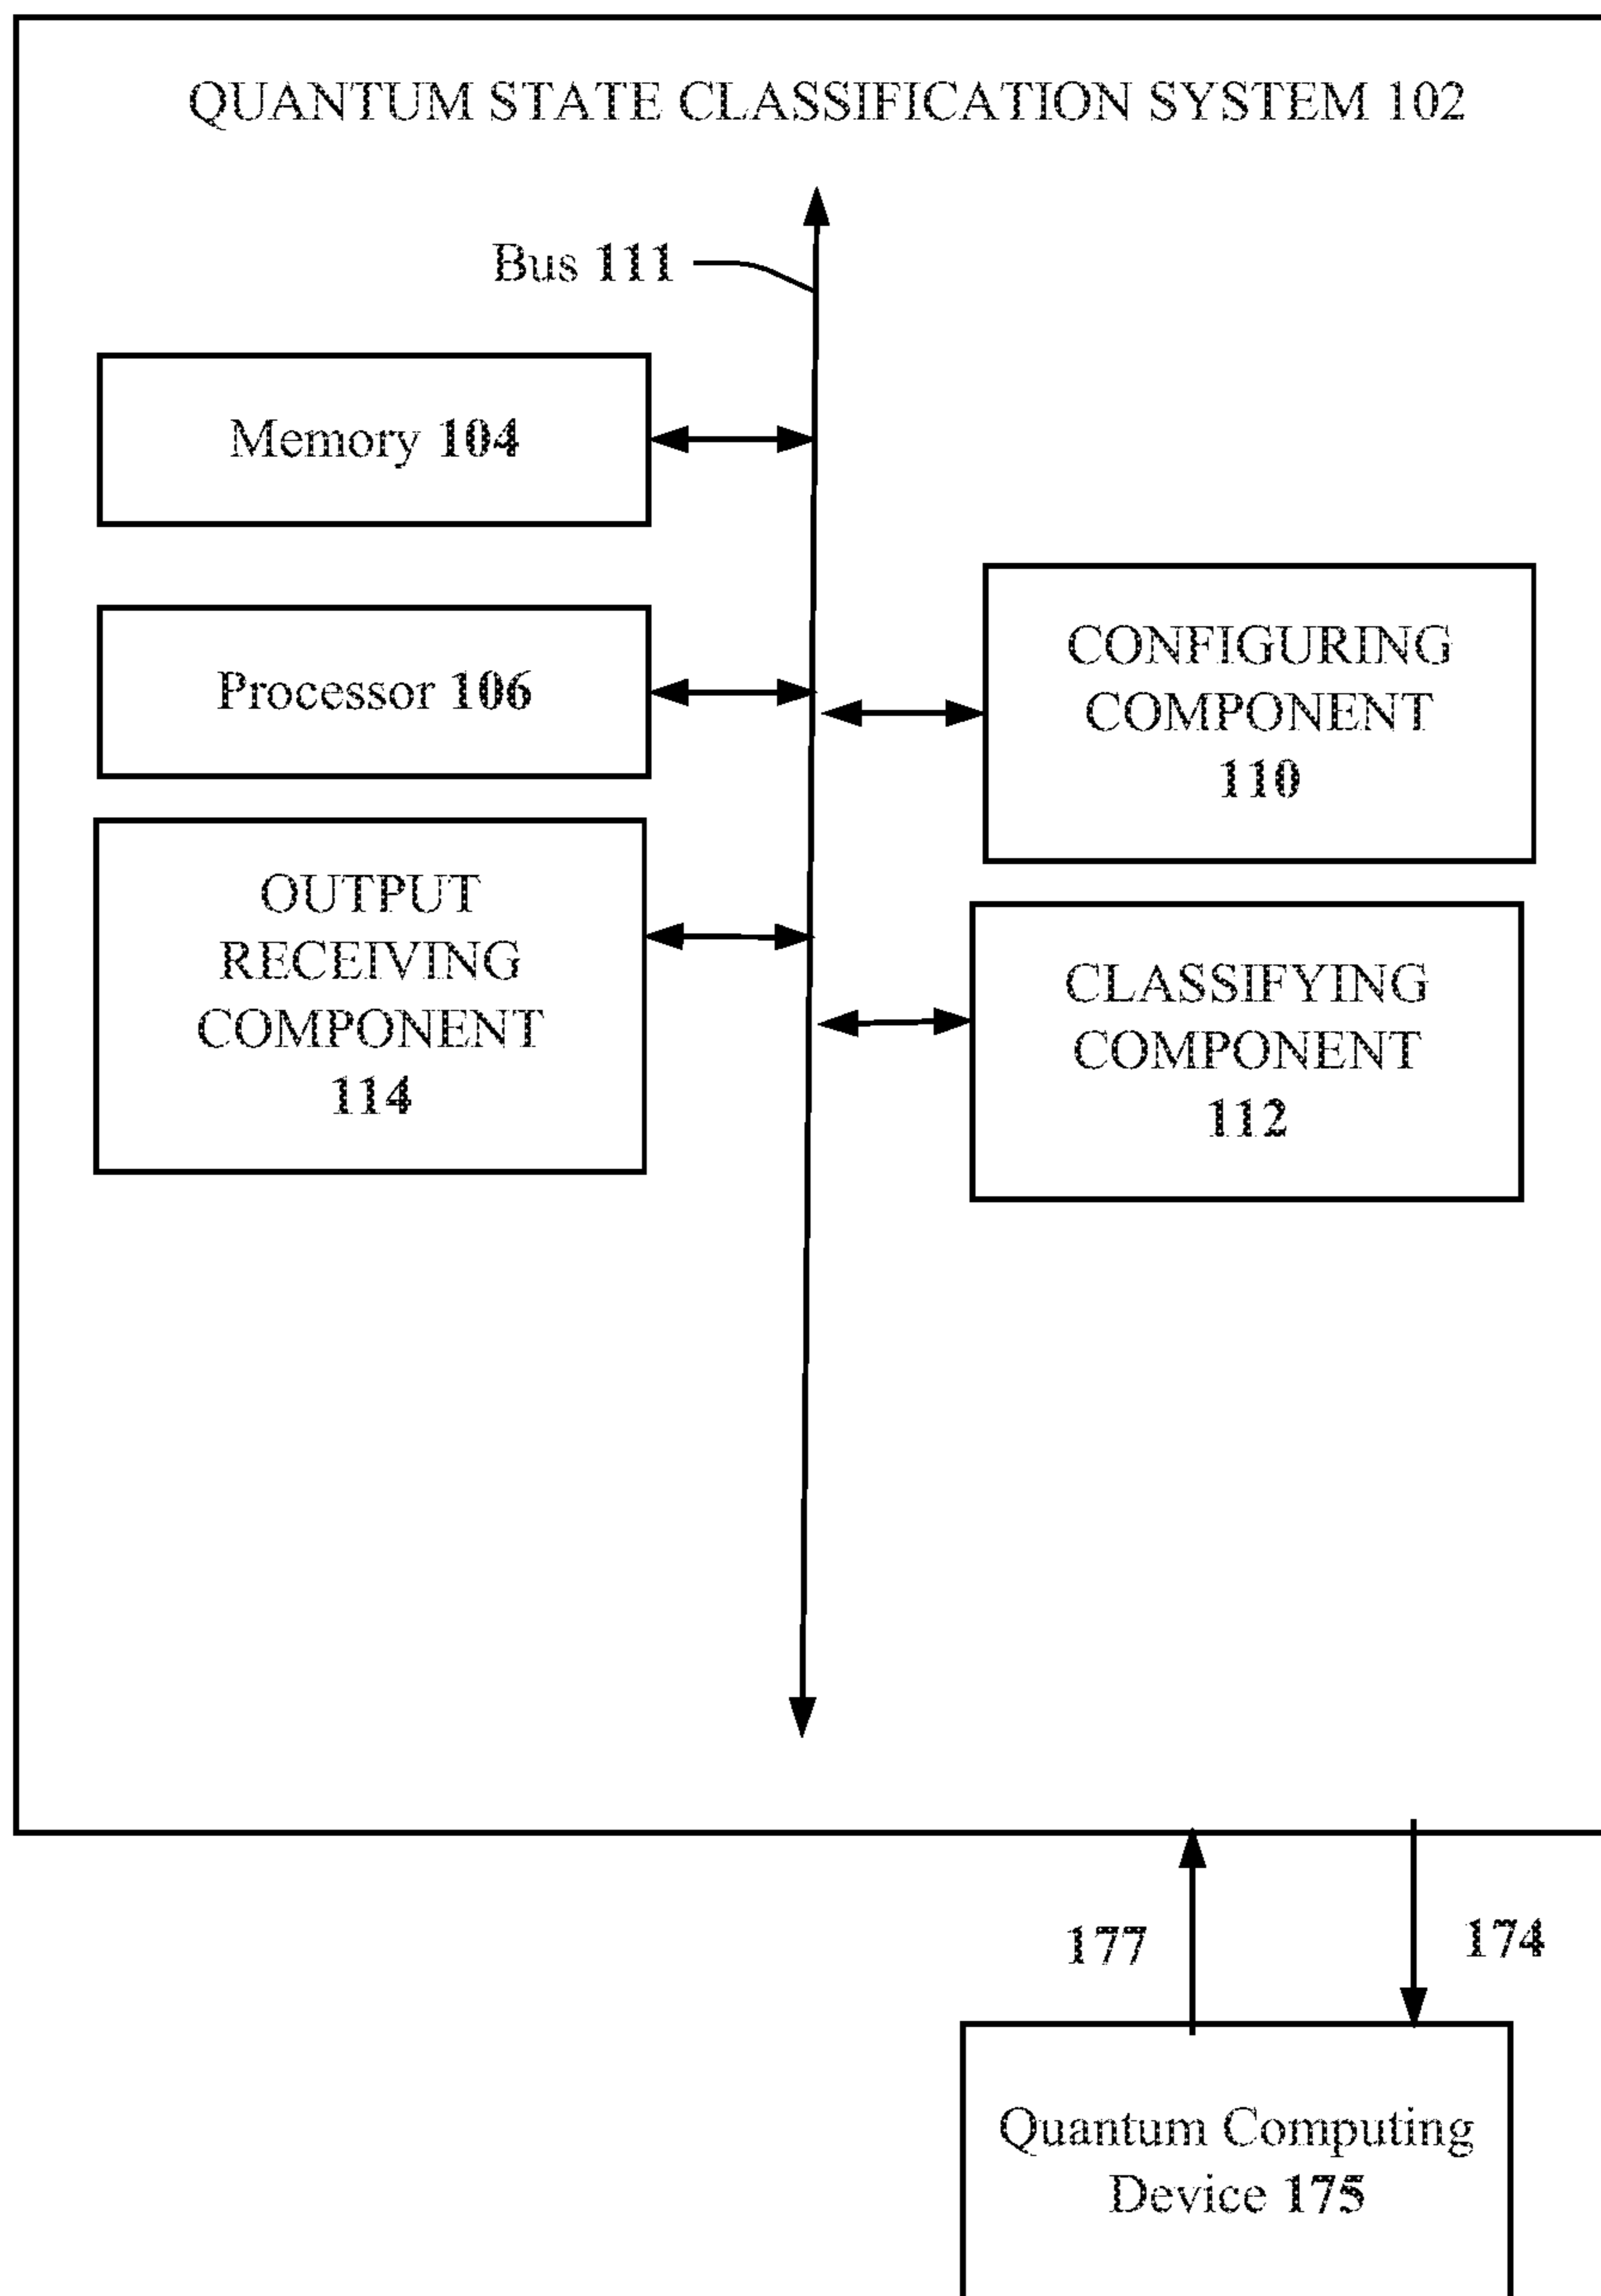 QUANTUM STATE CLASSIFICATION SYSTEM 102
Bus 111
Memory 104
Processor 106
CONFIGURING
COMPONENT
110
OUTPUT
RECEIVING
COMPONENT
114
CLASSIFYING
COMPONENT
112
177
174
Quantum Computing
Device 175